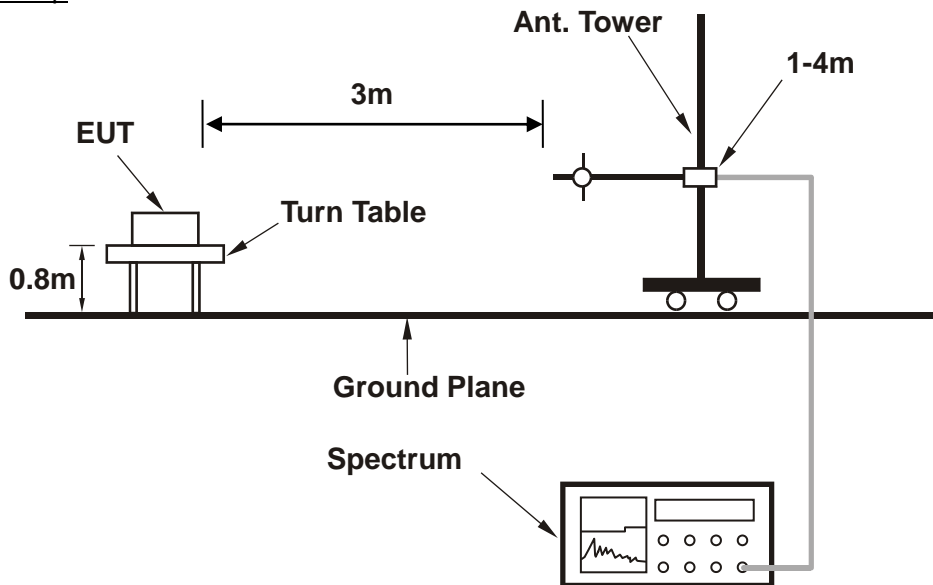 Ant. Tower
1-4m
3m
EUT
Turn Table
0.8m
Ground Plane
Spectrum